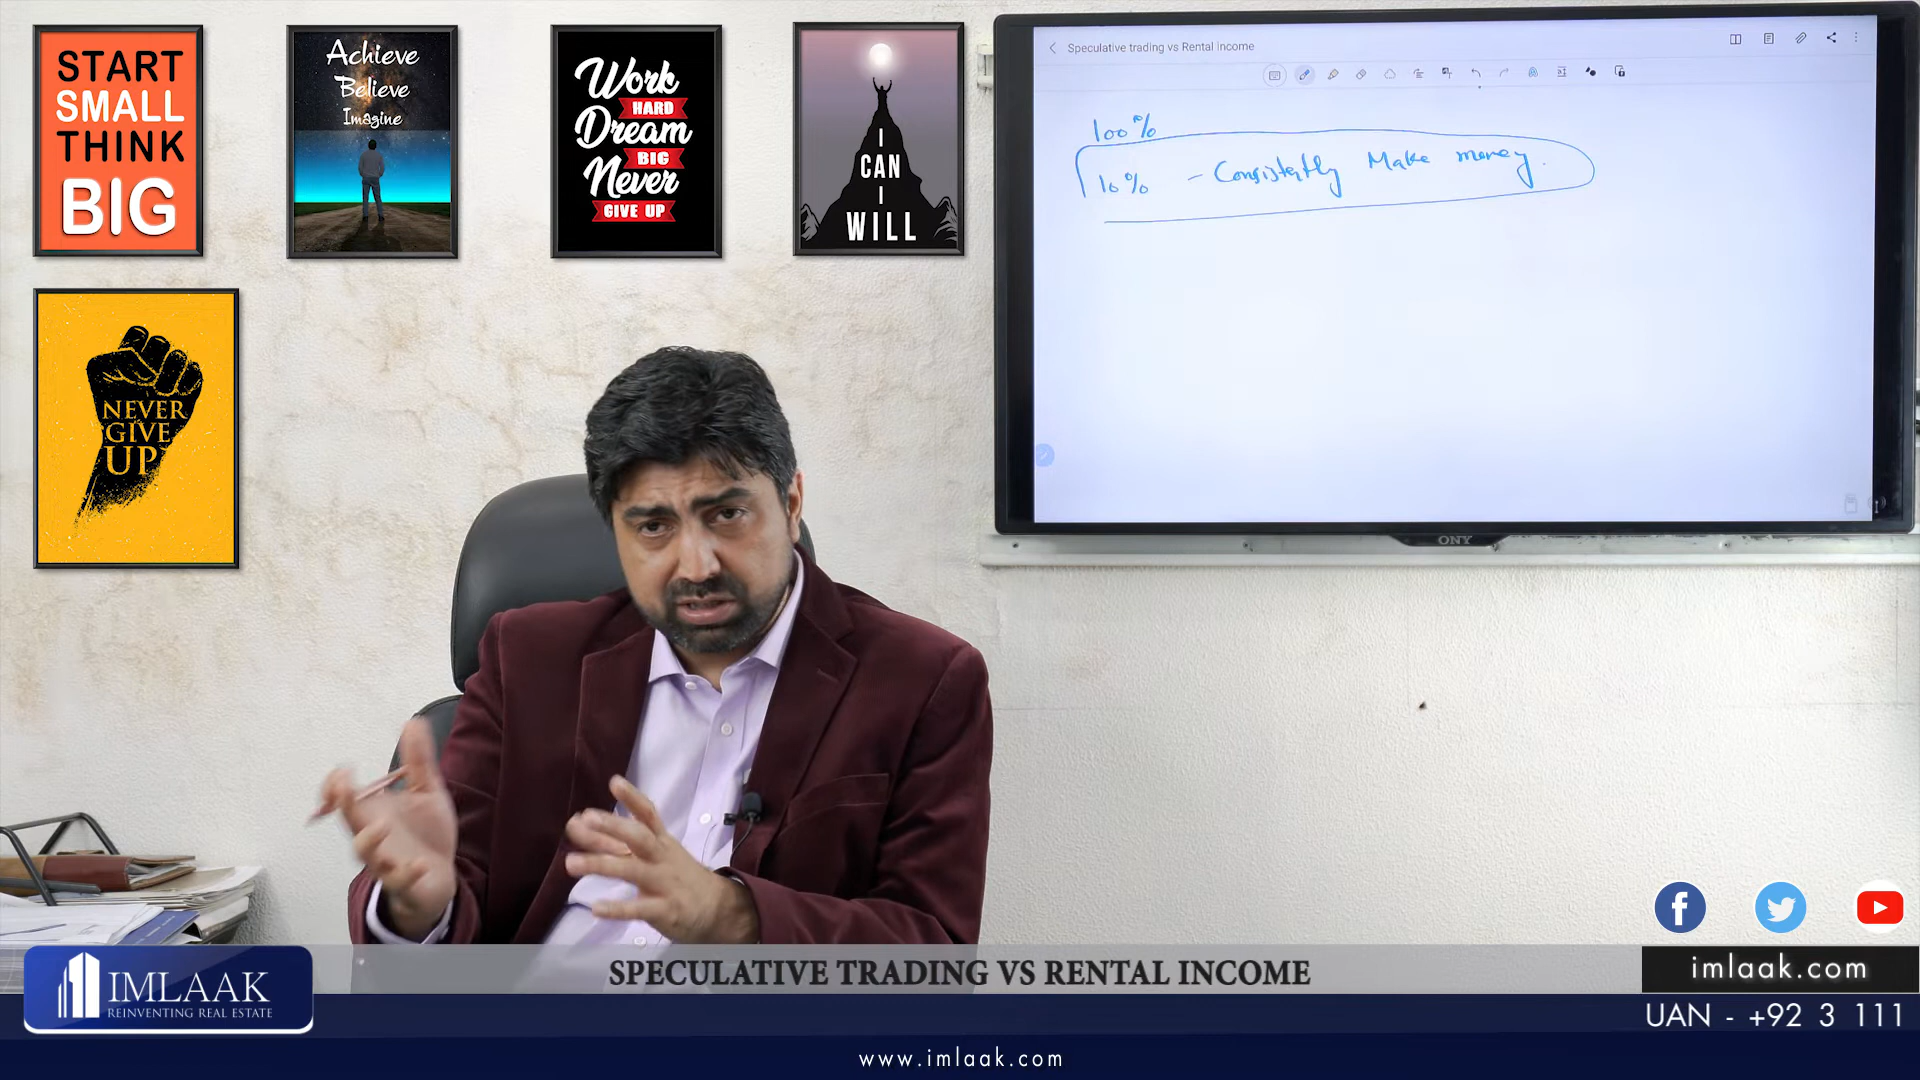 START
SMALL
THINK
BIG
Achieve
Believe
Imagine
Work
HARD
Dream
BIG
Never
GIVE UP
I
CAN
I
WILL
NEVER
GIVE
UP
Speculative trading vs Rental income
100%
10% - Consistently Make money.
ONY
SPECULATIVE TRADING VS RENTAL INCOME
IMLAAK
REINVENTING REAL ESTATE
imlaak.com
UAN - +92 3 111
www.imlaak.com